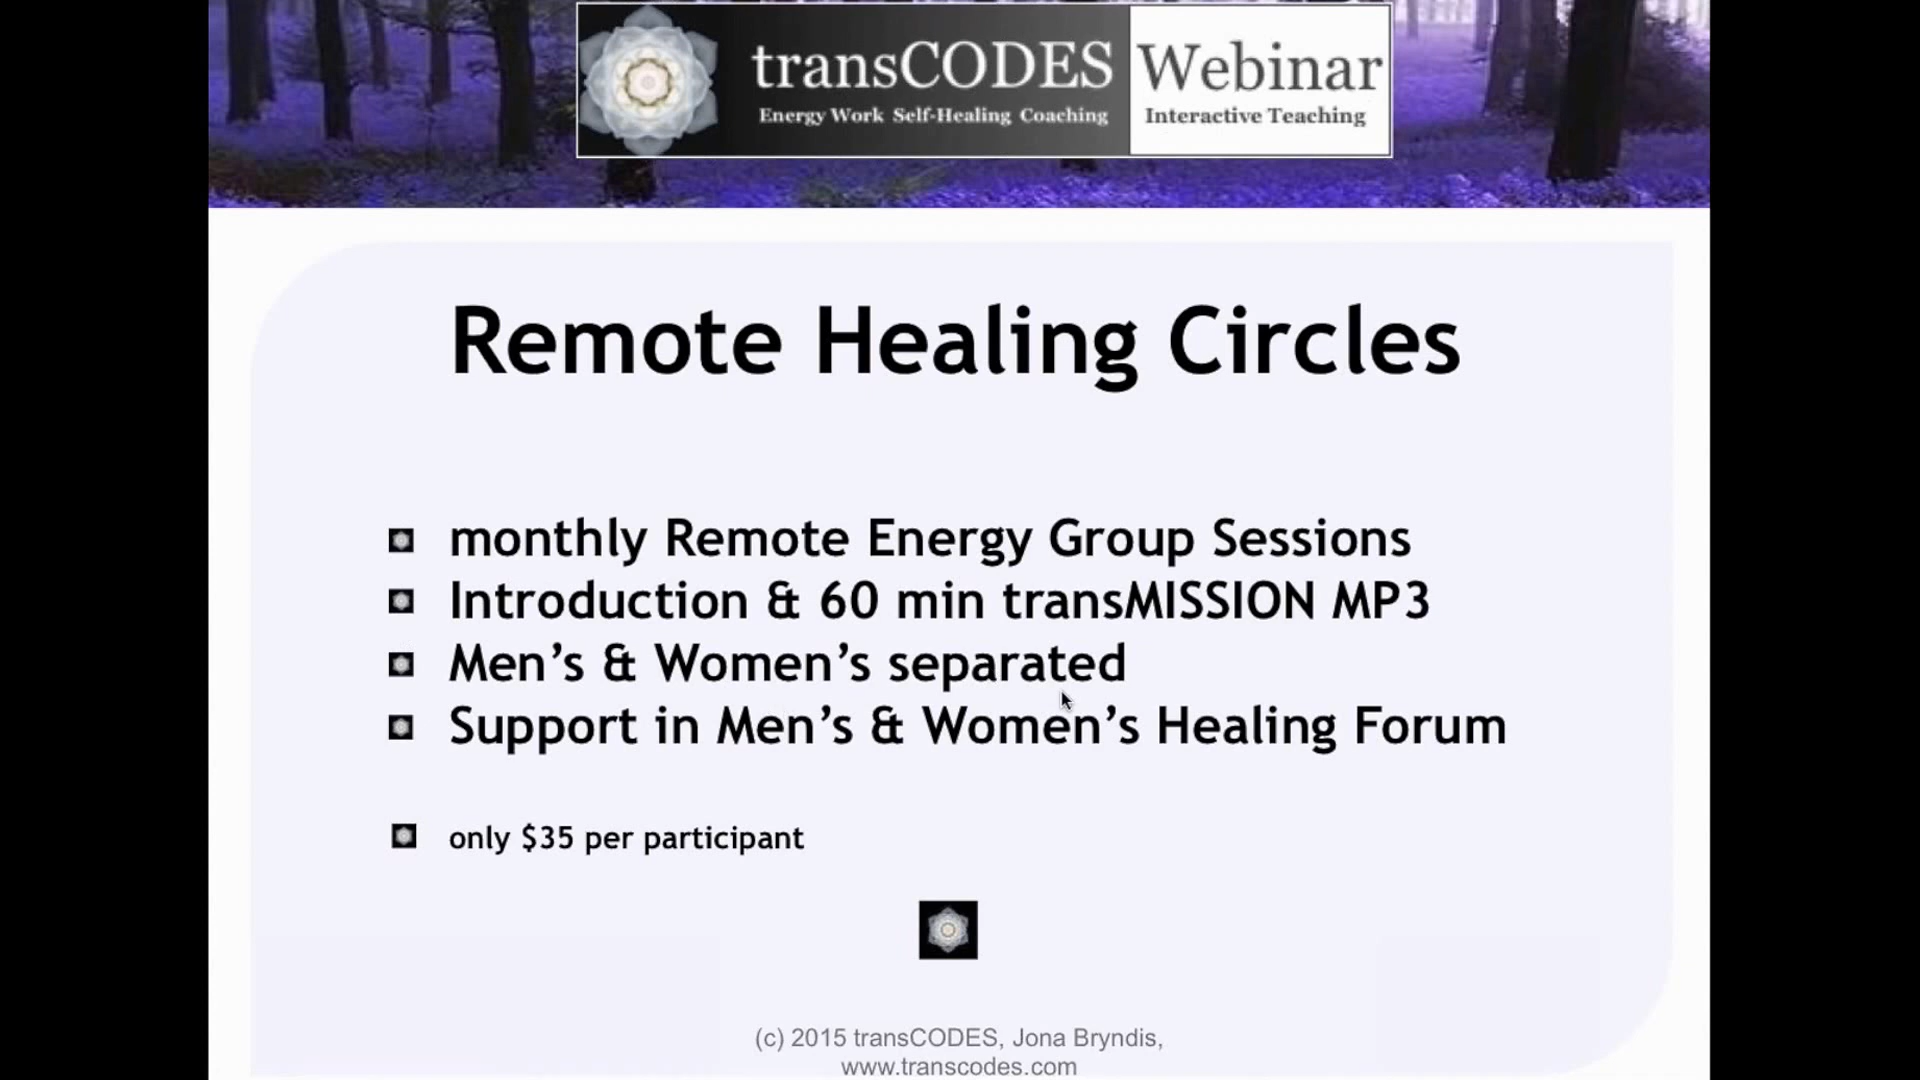 transCODES
Energy Work Self-Healing Coaching
Webinar
Interactive Teaching
Remote Healing Circles
monthly Remote Energy Group Sessions
Introduction & 60 min transMISSION MP3
Men’s & Women’s separated
Support in Men’s & Women’s Healing Forum
only $35 per participant
(c) 2015 transCODES, Jona Bryndis,
www.transcodes.com